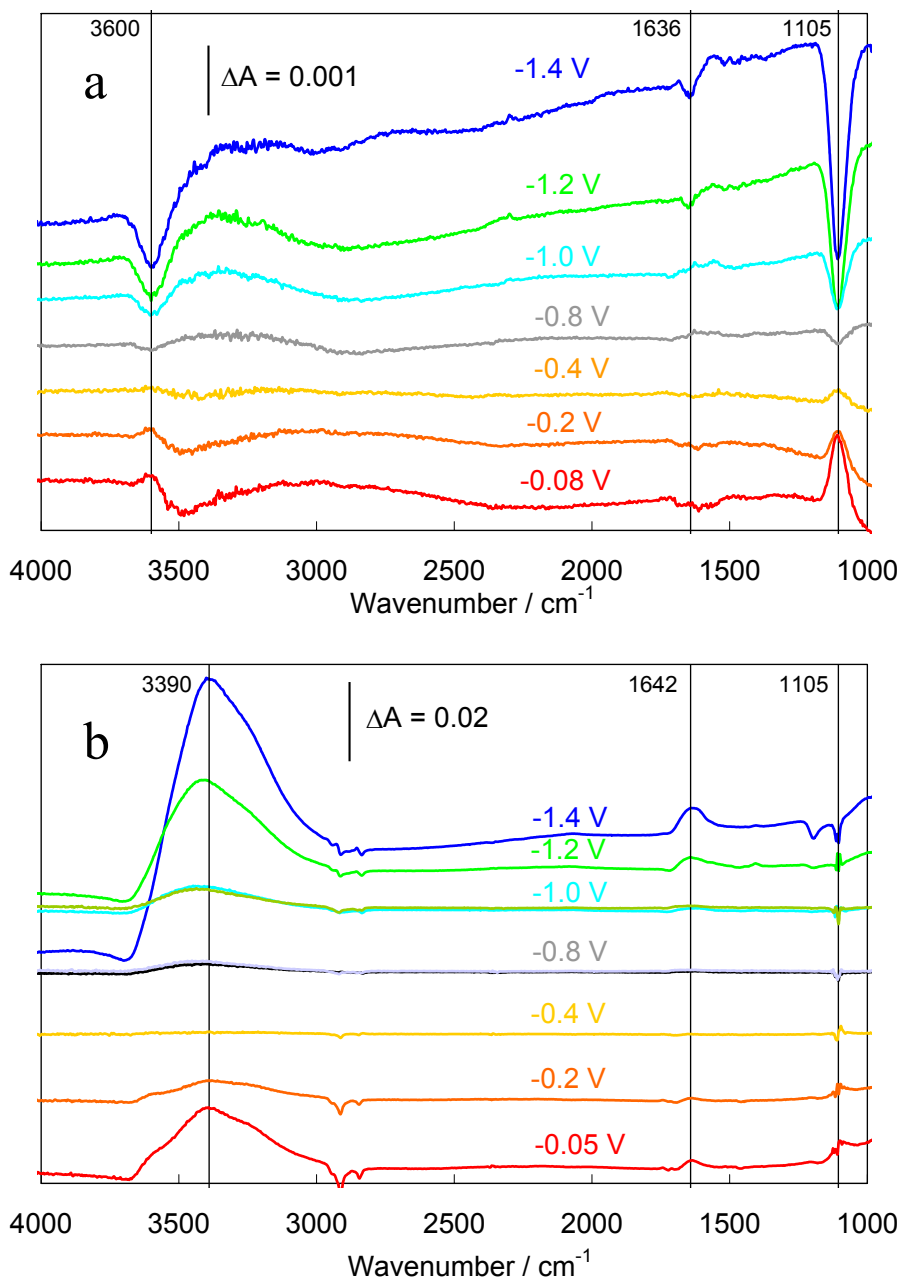 3600 1636 1105
a ΔA = 0.001
-1.4 V
-1.2 V
-1.0 V
-0.8 V
-0.4 V
-0.2 V
-0.08 V
4000 3500 3000 2500 2000 1500 1000
Wavenumber / cm⁻¹
3390 1642 1105
b ΔA = 0.02
-1.4 V
-1.2 V
-1.0 V
-0.8 V
-0.4 V
-0.2 V
-0.05 V
4000 3500 3000 2500 2000 1500 1000
Wavenumber / cm⁻¹